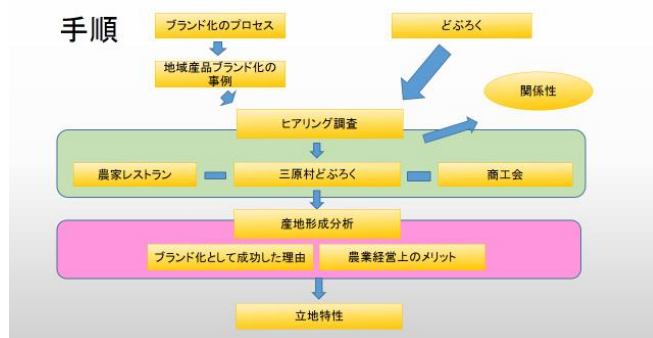 手順
ブランド化のプロセス
どぶろく
地域産品ブランド化の
事例
関係性
ヒアリング調査
農家レストラン
三原村どぶろく
商工会
産地形成分析
ブランド化として成功した理由
農業経営上のメリット
立地特性